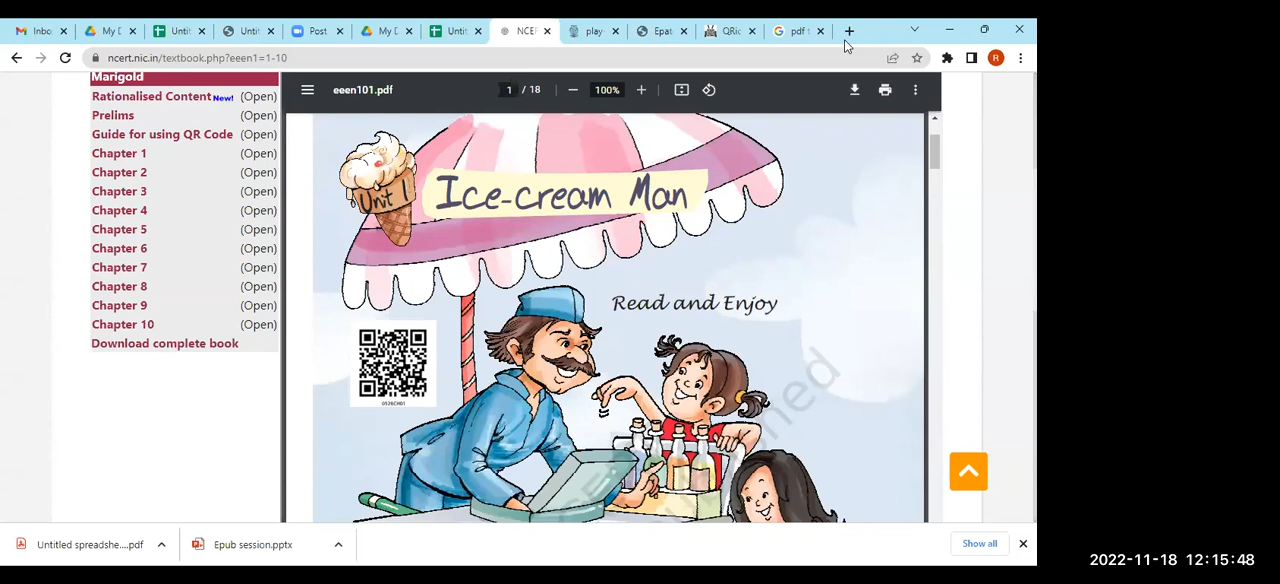 Inbo
My D
Untit
Untit
Post
My D
Untit
NCEF
play
Epat
QRic
pdf t
ncert.nic.in/textbook.php?eeen1=1-10
R
Marigold
Rationalised Content New! (Open)
Prelims (Open)
Guide for using QR Code (Open)
Chapter 1 (Open)
Chapter 2 (Open)
Chapter 3 (Open)
Chapter 4 (Open)
Chapter 5 (Open)
Chapter 6 (Open)
Chapter 7 (Open)
Chapter 8 (Open)
Chapter 9 (Open)
Chapter 10 (Open)
Download complete book
eeen101.pdf 1 / 18 100%
Unit 1
Ice-cream Man
Read and Enjoy
0526CH01
Untitled spreadshe....pdf
Epub session.pptx
Show all
2022-11-18 12:15:48